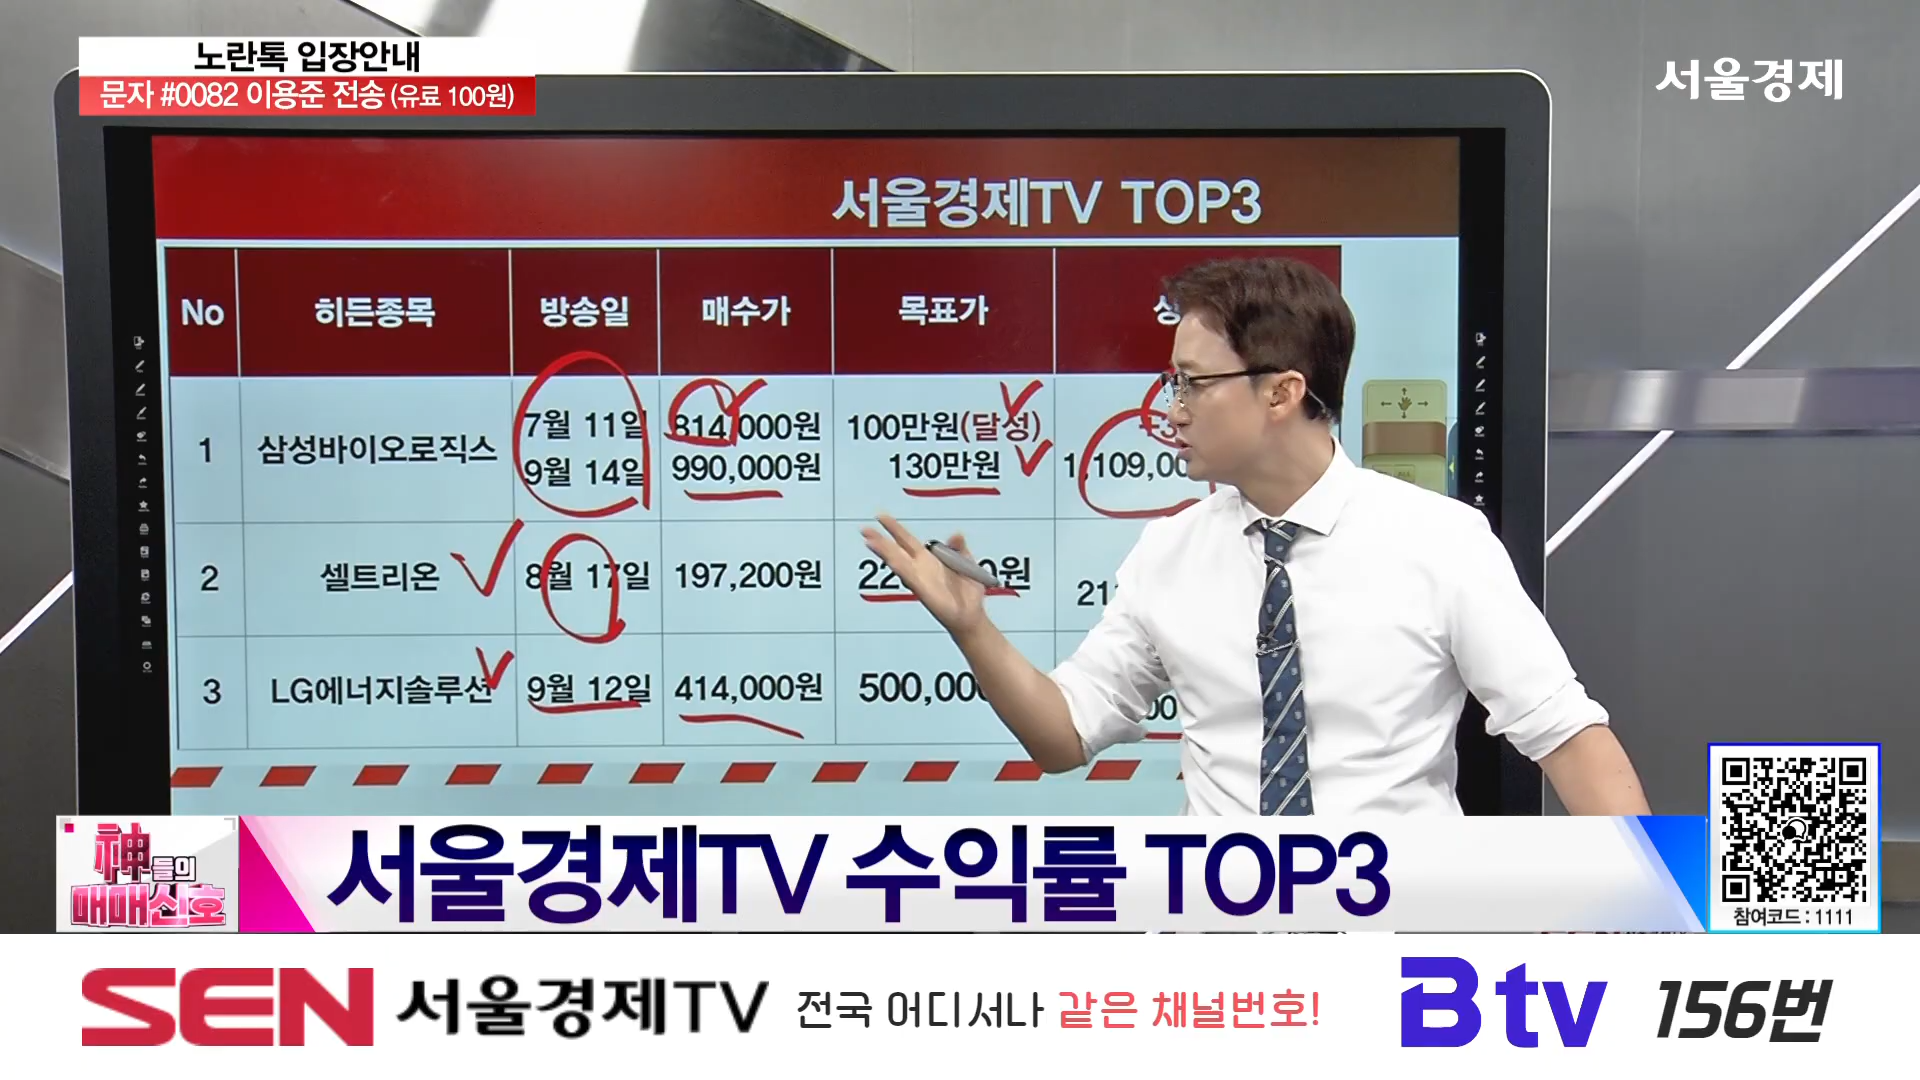 노란톡 입장안내
문자 #0082 이용준 전송 (유료 100원)
서울경제
서울경제TV TOP3
No 히든종목 방송일 매수가 목표가
1 삼성바이오로직스 7월 11일 814,000원 100만원(달성)
9월 14일 990,000원 130만원
2 셀트리온 8월 17일 197,200원
3 LG에너지솔루션 9월 12일 414,000원
神들의
매매신호
서울경제TV 수익률 TOP3
참여코드 : 1111
SEN 서울경제TV 전국 어디서나 같은 채널번호! B tv 156번